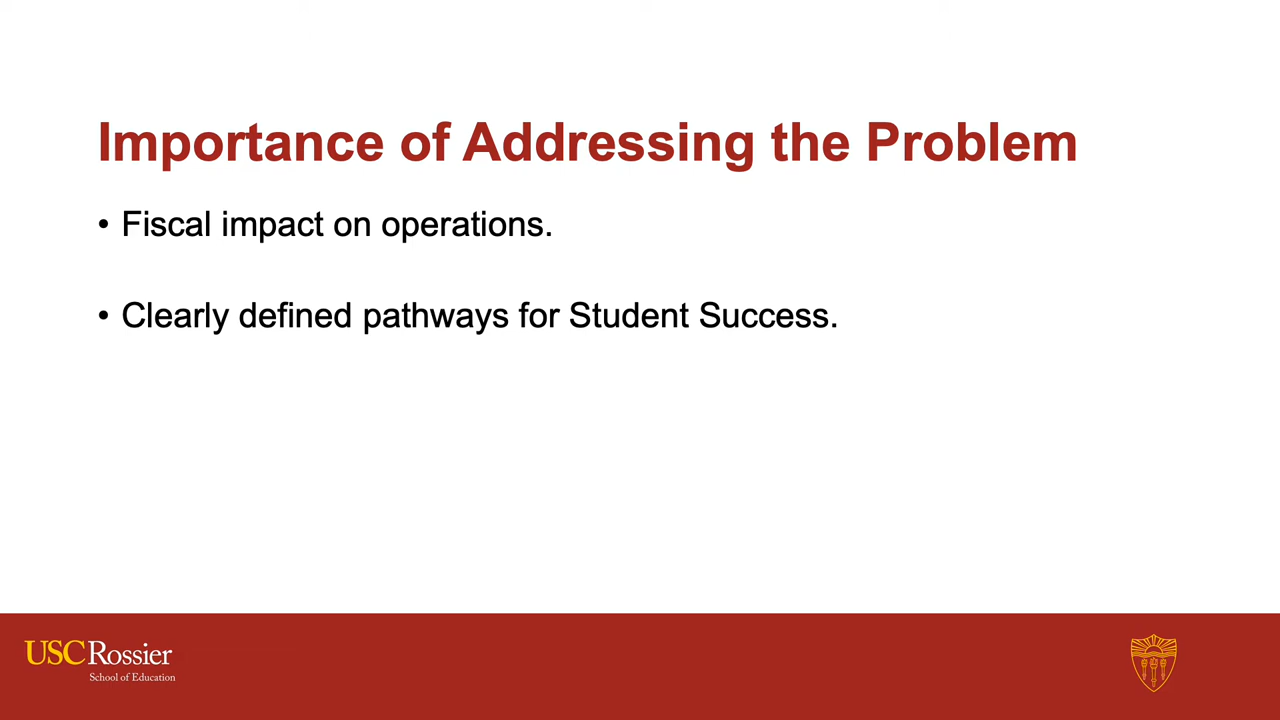 Importance of Addressing the Problem
• Fiscal impact on operations.
• Clearly defined pathways for Student Success.
USC Rossier
School of Education